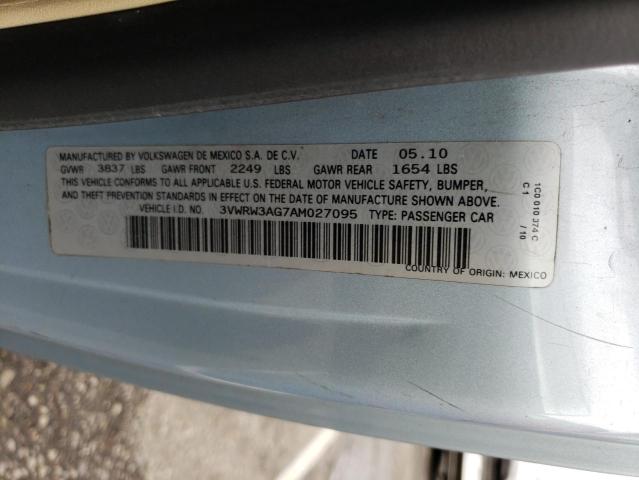 MANUFACTURED BY VOLKSWAGEN DE MEXICO S.A. DE C.V. DATE 05.10
GVWR 3837 LBS GAWR FRONT 2249 LBS GAWR REAR 1654 LBS
THIS VEHICLE CONFORMS TO ALL APPLICABLE U.S. FEDERAL MOTOR VEHICLE SAFETY, BUMPER,
AND THEFT PREVENTION STANDARDS IN EFFECT ON THE DATE OF MANUFACTURE SHOWN ABOVE.
VEHICLE I.D. NO. 3VWRW3AG7AM027095 TYPE: PASSENGER CAR
COUNTRY OF ORIGIN: MEXICO
1C0 010 374 C
C1 /10